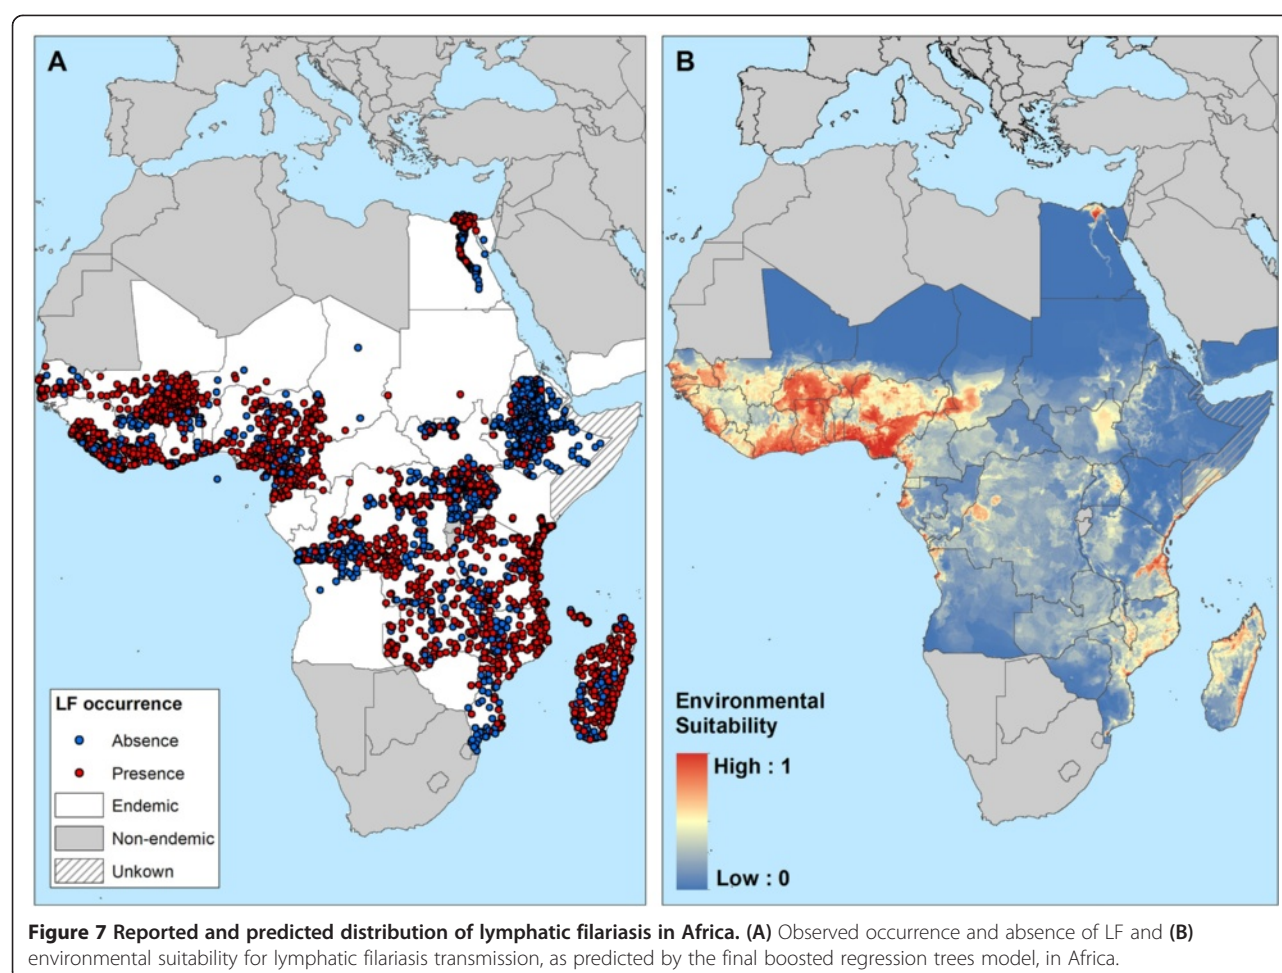 A
B
LF occurrence
Absence
Presence
Endemic
Non-endemic
Unkown
Environmental
Suitability
High : 1
Low : 0
Figure 7 Reported and predicted distribution of lymphatic filariasis in Africa. (A) Observed occurrence and absence of LF and (B)
environmental suitability for lymphatic filariasis transmission, as predicted by the final boosted regression trees model, in Africa.